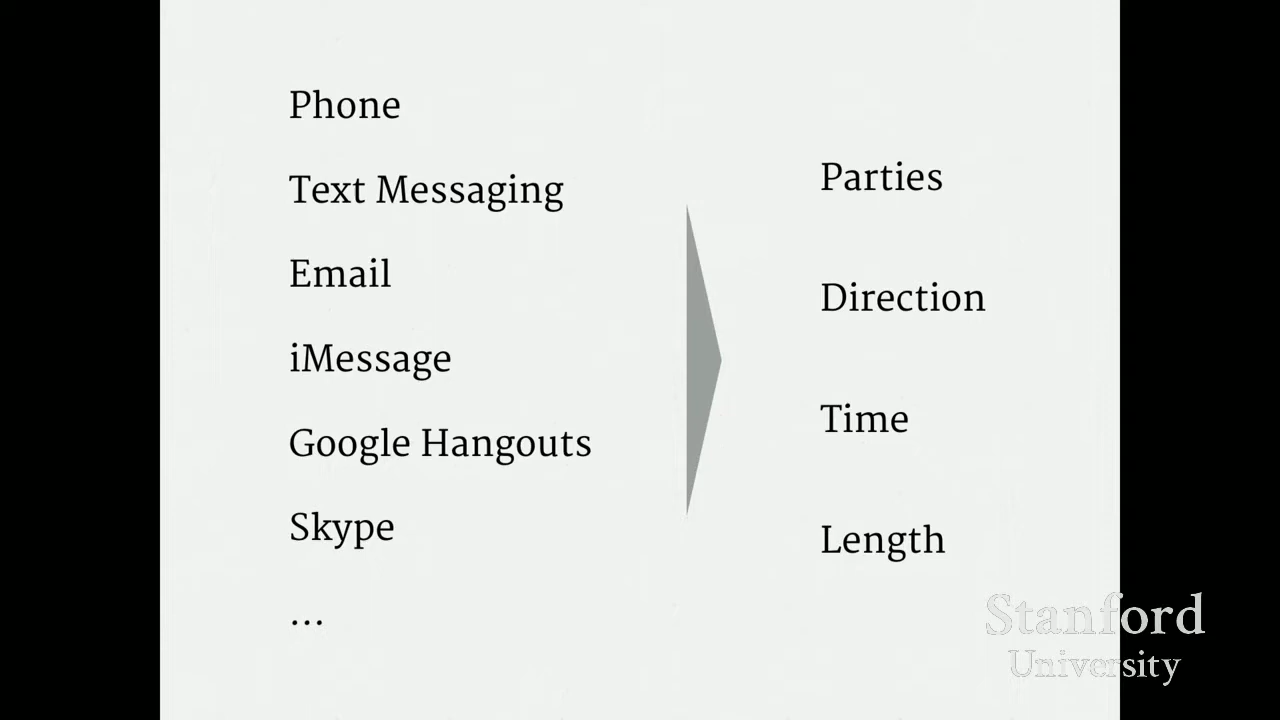 Phone
Text Messaging
Email
iMessage
Google Hangouts
Skype
...
Parties
Direction
Time
Length
Stanford
University